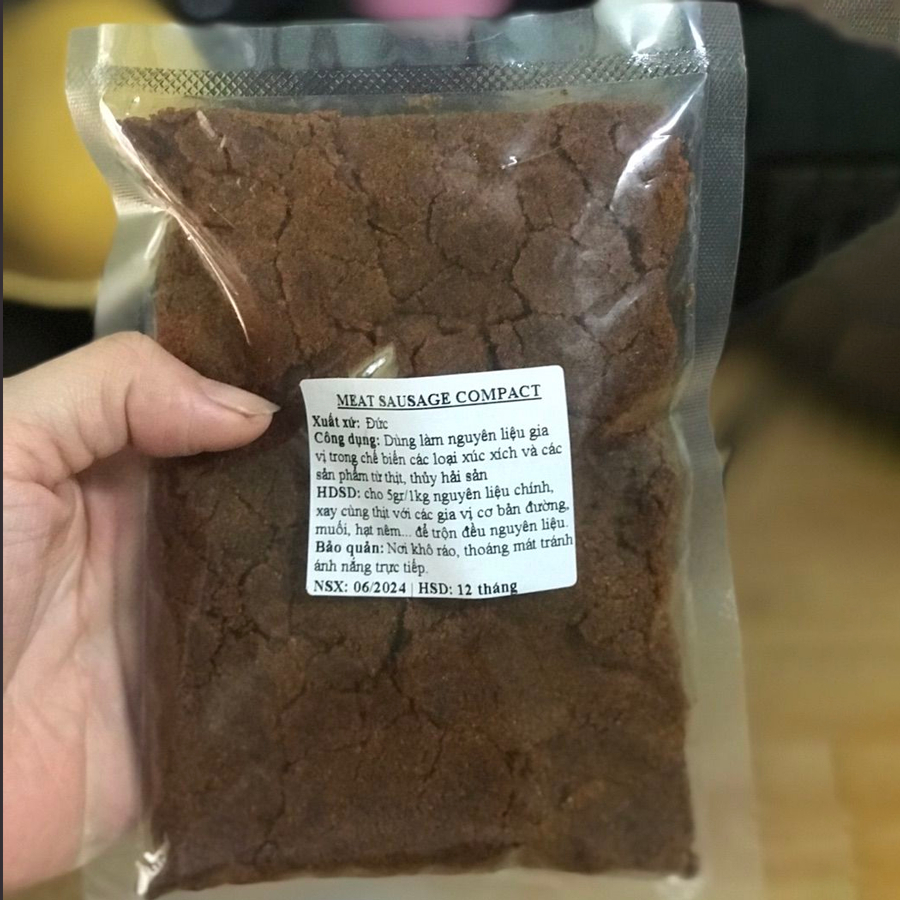 MEAT SAUSAGE COMPACT
Xuất xứ: Đức
Công dụng: Dùng làm nguyên liệu gia
vị trong chế biến các loại xúc xích và các
sản phẩm từ thịt, thủy hải sản
HDSD: cho 5gr/1kg nguyên liệu chính,
xay cùng thịt với các gia vị cơ bản đường,
muối, hạt nêm... để trộn đều nguyên liệu.
Bảo quản: Nơi khô ráo, thoáng mát tránh
ánh nắng trực tiếp.
NSX: 06/2024 | HSD: 12 tháng